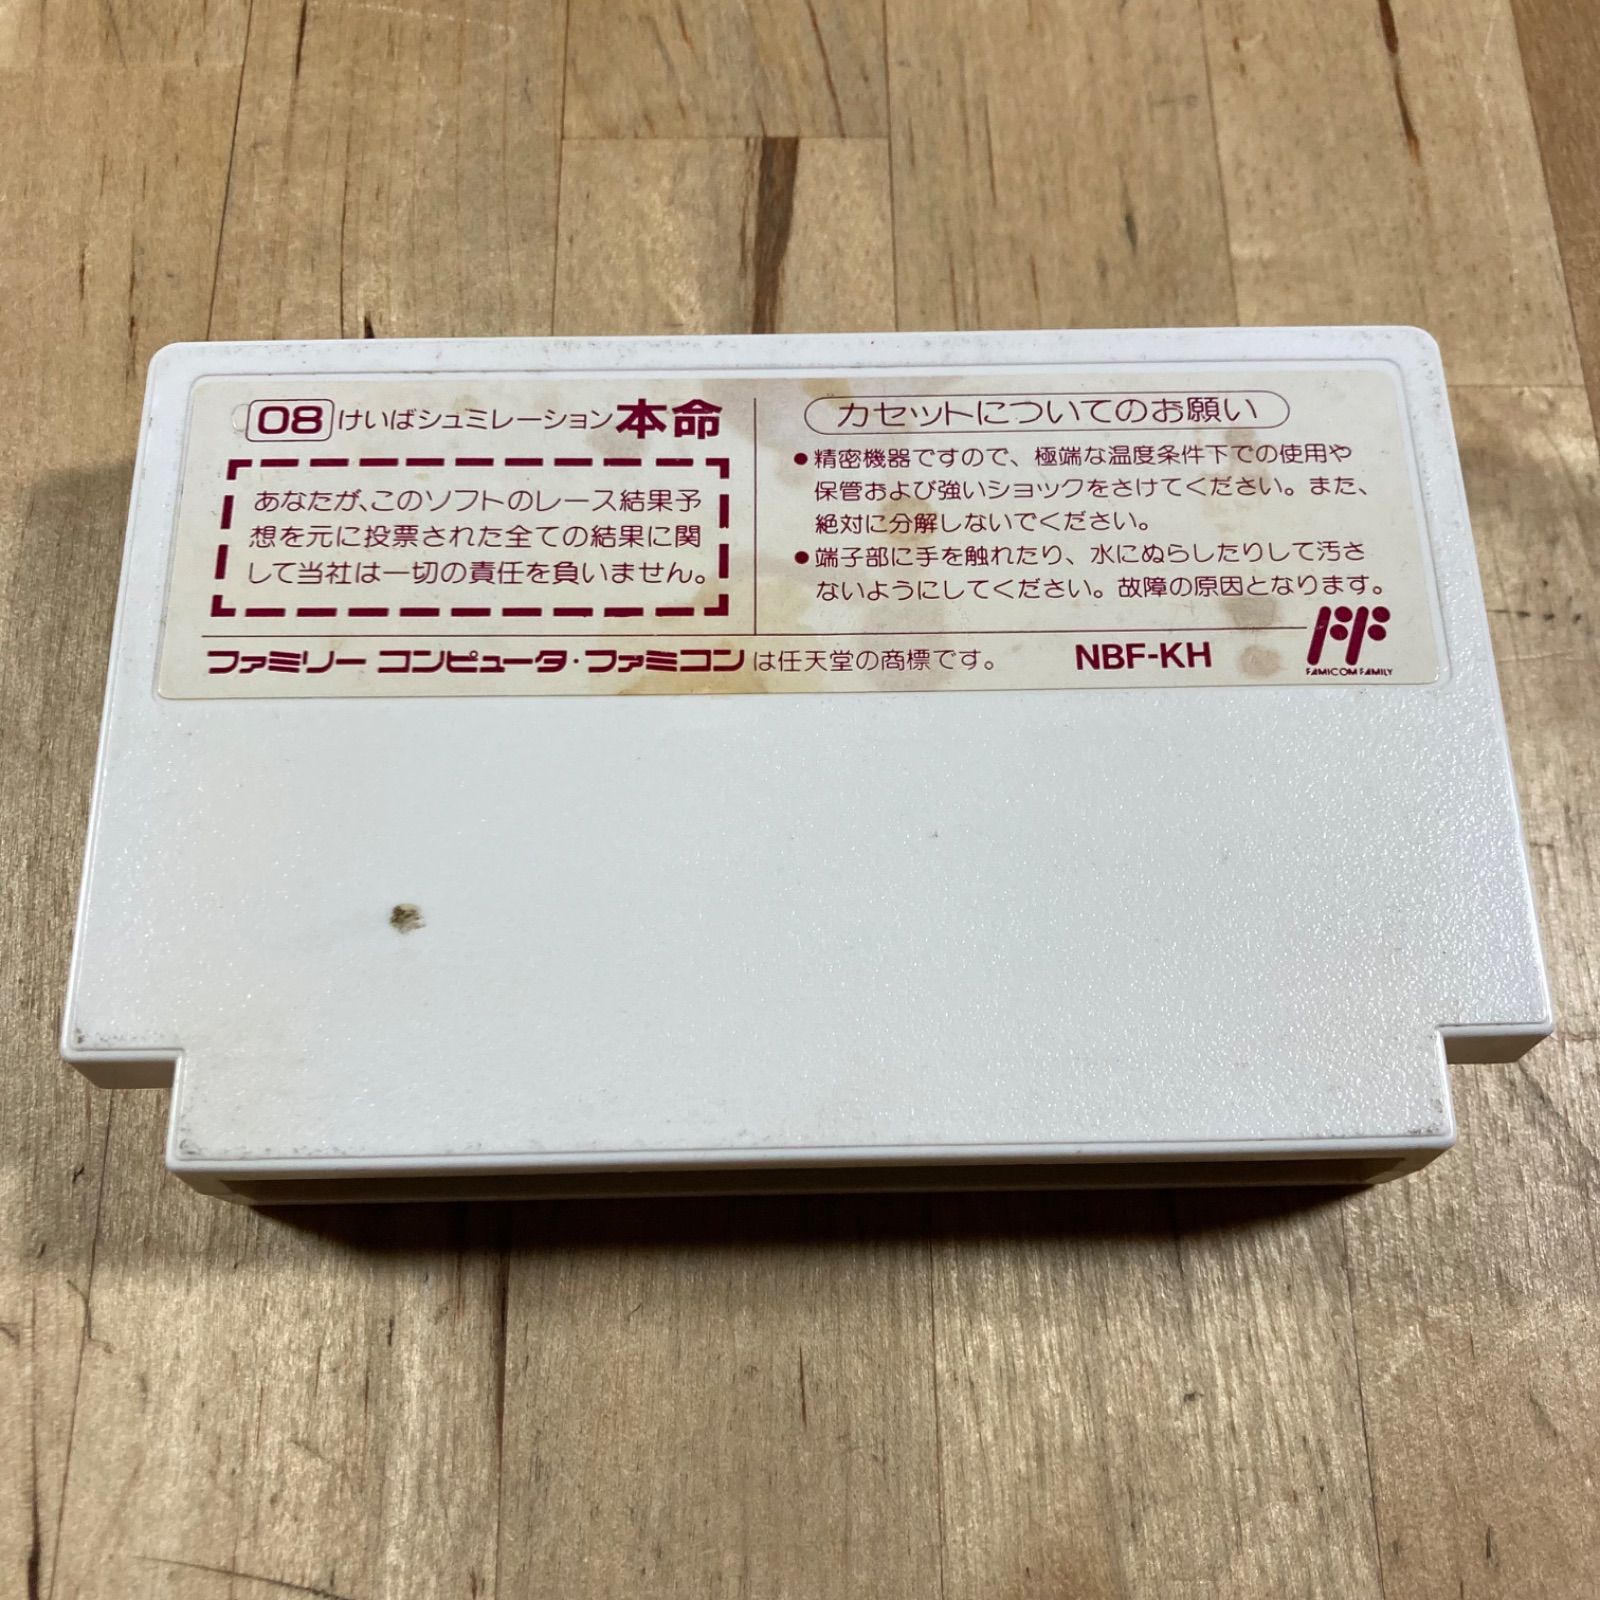 08 けいばシュミレーション 本命
あなたが、このソフトのレース結果予
想を元に投票された全ての結果に関
して当社は一切の責任を負いません。
カセットについてのお願い
●精密機器ですので、極端な温度条件下での使用や
保管および強いショックをさけてください。また、
絶対に分解しないでください。
●端子部に手を触れたり、水にぬらしたりして汚さ
ないようにしてください。故障の原因となります。
ファミリー コンピュータ・ファミコンは任天堂の商標です。
NBF-KH
FAMICOM FAMILY